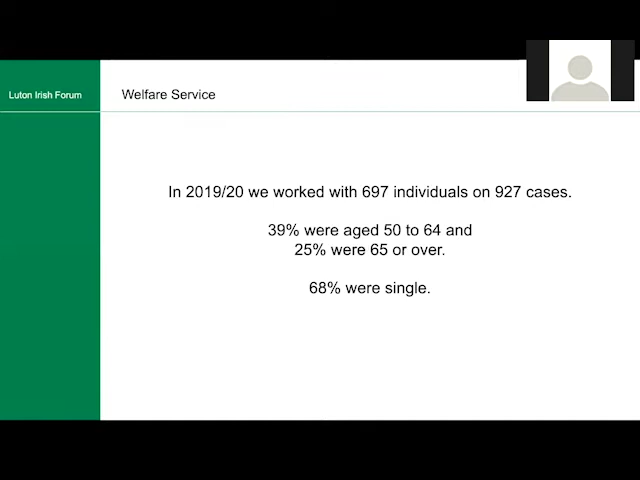 Luton Irish Forum
Welfare Service
In 2019/20 we worked with 697 individuals on 927 cases.
39% were aged 50 to 64 and
25% were 65 or over.
68% were single.